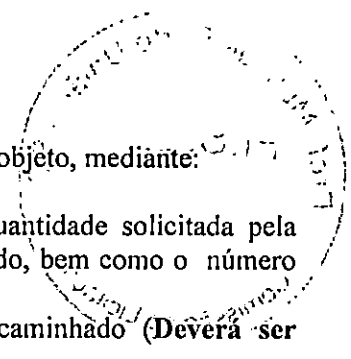 objeto, mediante:
uantidade solicitada pela
do, bem como o número
caminhado (Deverá ser